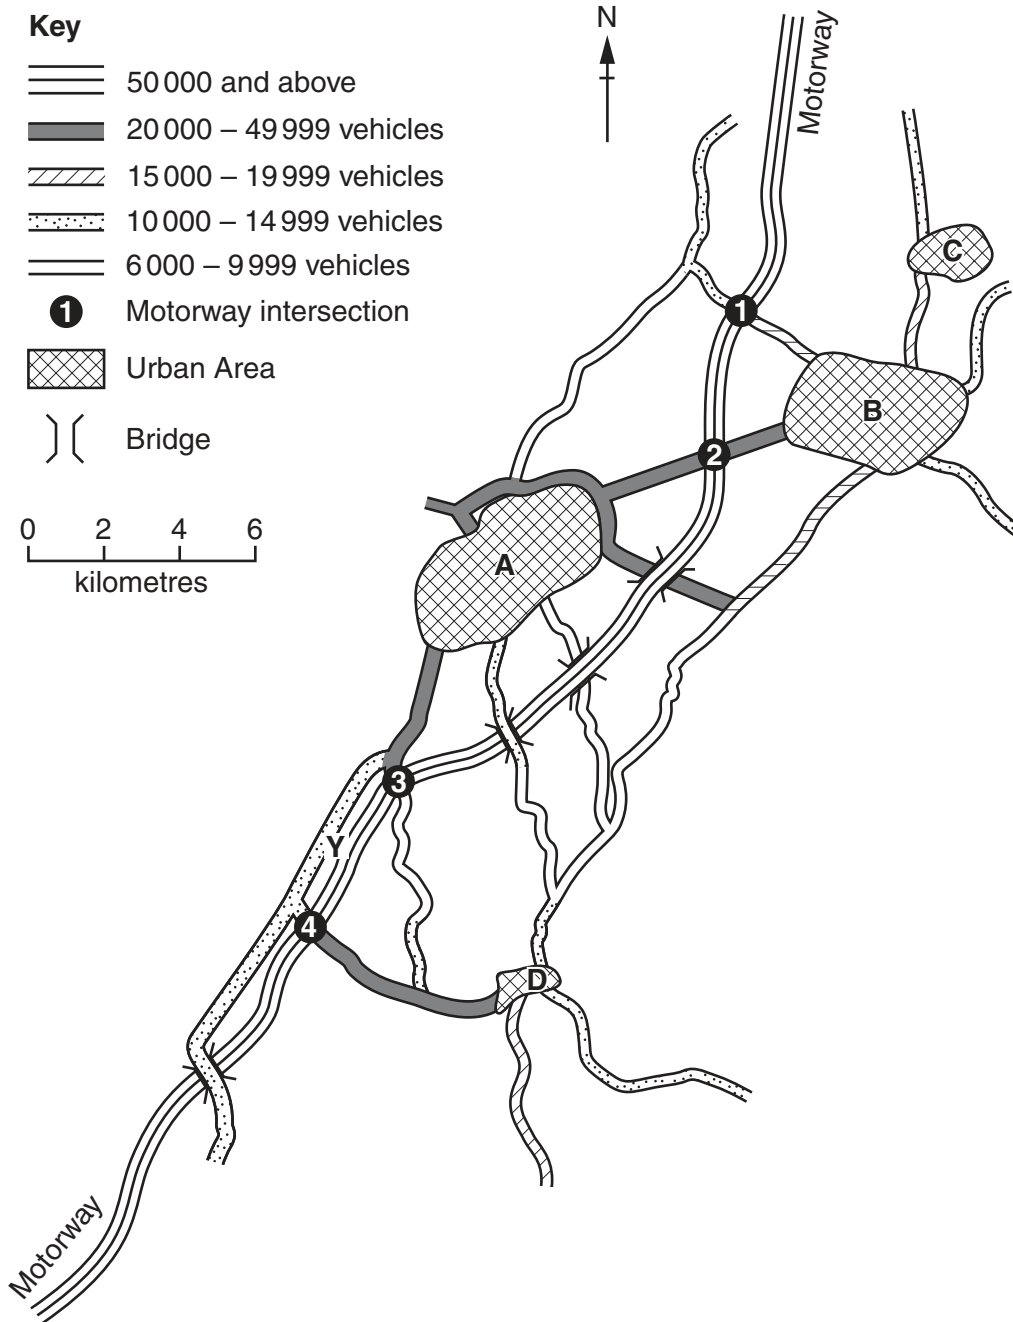 Key
50 000 and above
20 000 – 49 999 vehicles
15 000 – 19 999 vehicles
10 000 – 14 999 vehicles
6 000 – 9 999 vehicles
1 Motorway intersection
Urban Area
Bridge
0 2 4 6
kilometres
N
Motorway
C
1
B
2
A
3
Y
4
D
Motorway